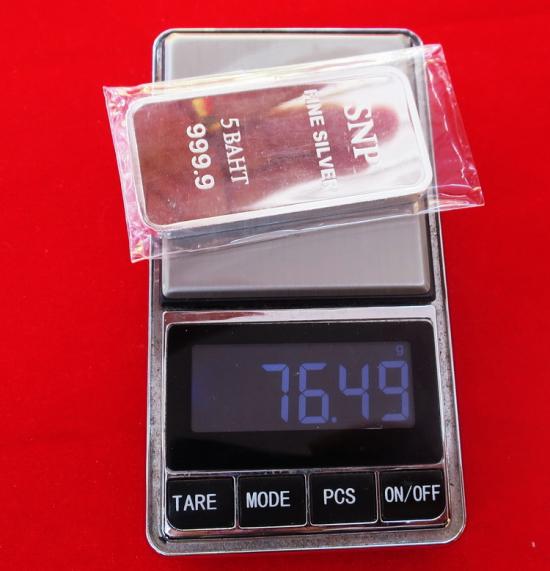 SNP
FINE SILVER
5 BAHT
999.9
g
76.49
TARE
MODE
PCS
ON/OFF